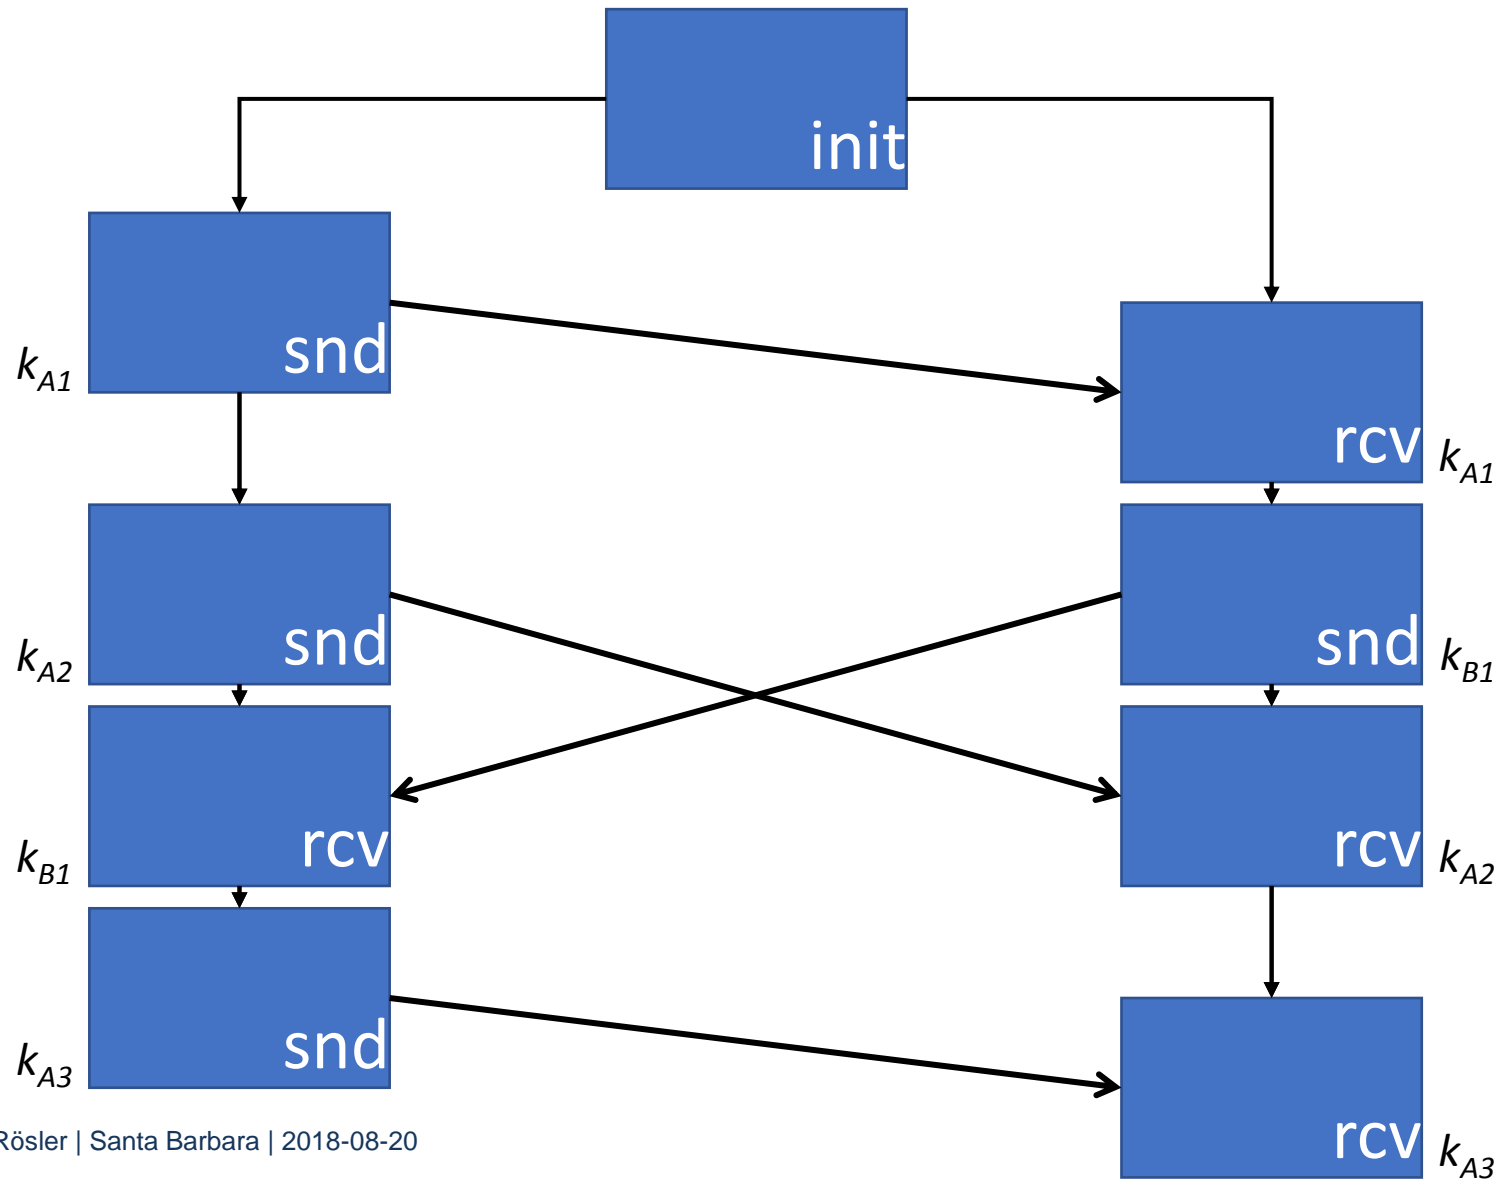 init
snd
k_A1
rcv
k_A1
snd
k_A2
snd
k_B1
rcv
k_B1
rcv
k_A2
snd
k_A3
Rösler | Santa Barbara | 2018-08-20
rcv
k_A3